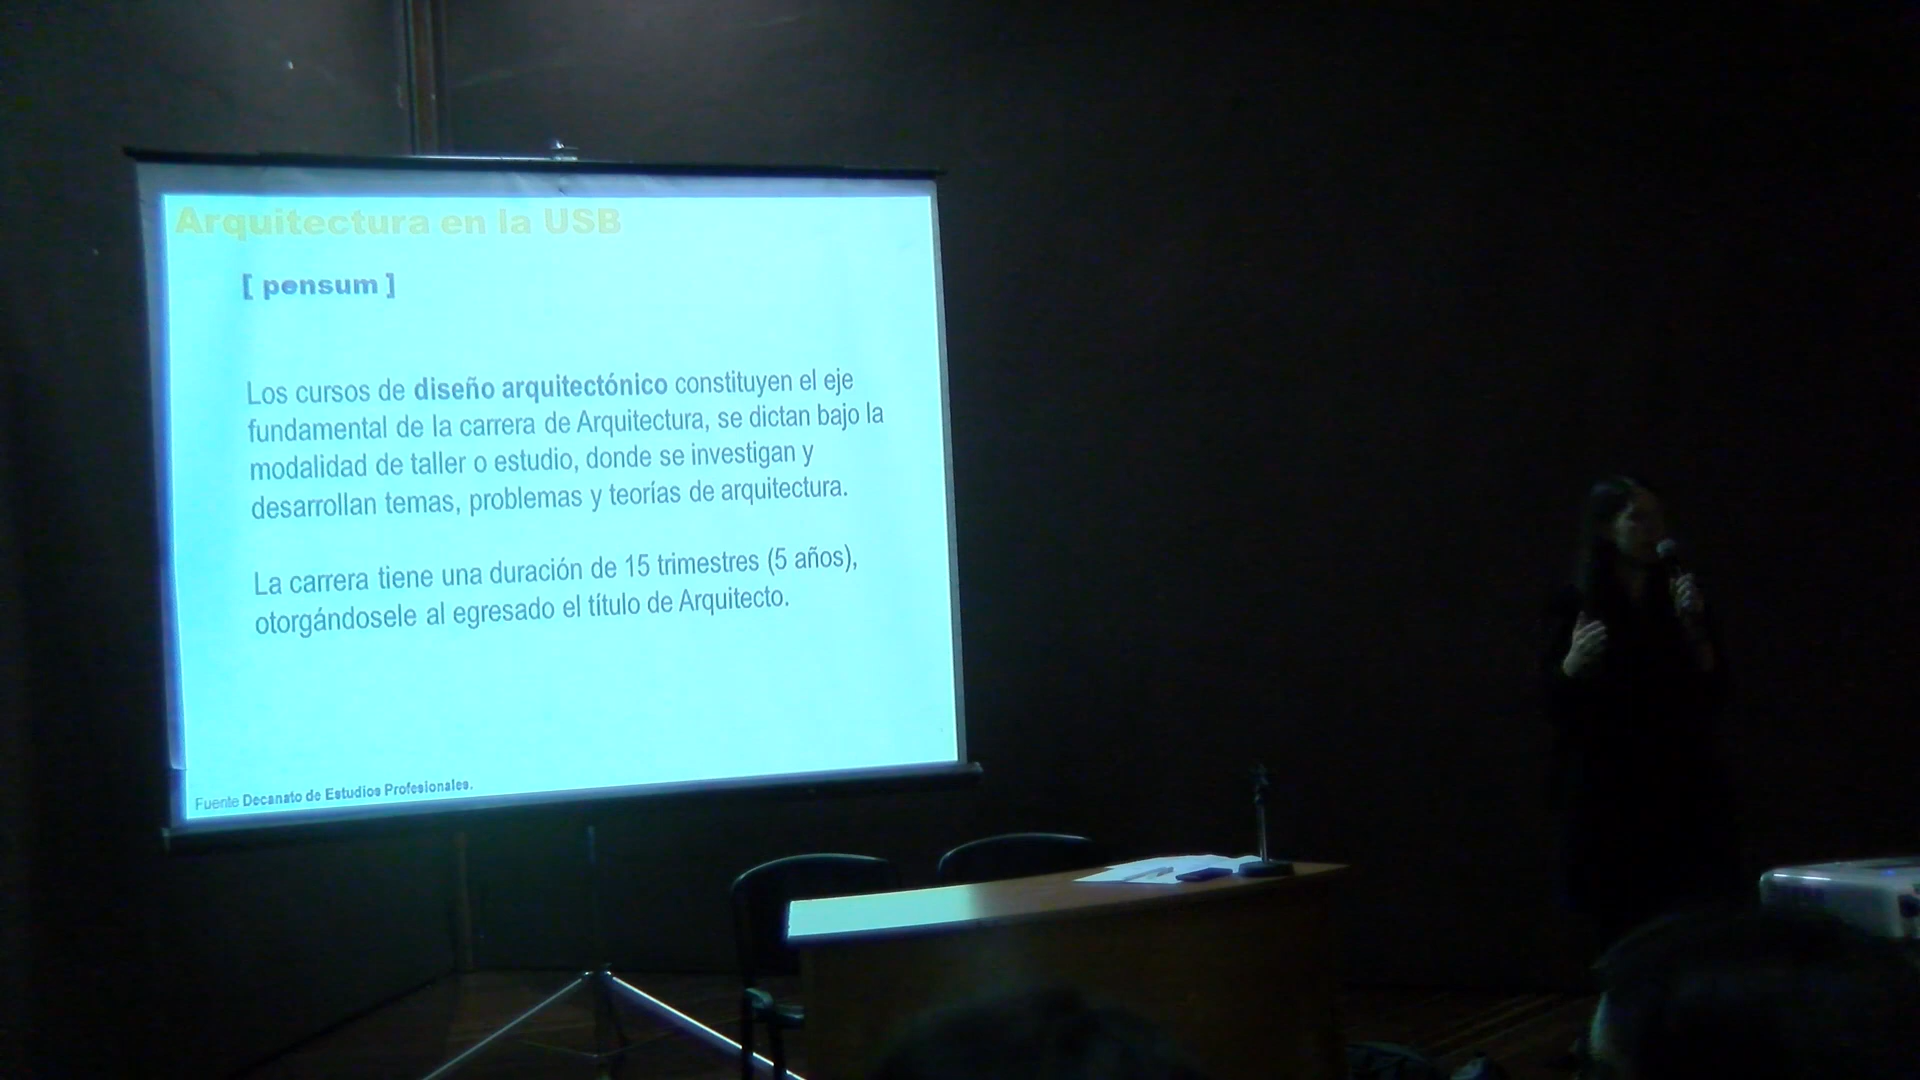 Arquitectura en la USB
[ pensum ]
Los cursos de diseño arquitectónico constituyen el eje
fundamental de la carrera de Arquitectura, se dictan bajo la
modalidad de taller o estudio, donde se investigan y
desarrollan temas, problemas y teorías de arquitectura.
La carrera tiene una duración de 15 trimestres (5 años),
otorgándosele al egresado el título de Arquitecto.
Fuente Decanato de Estudios Profesionales.